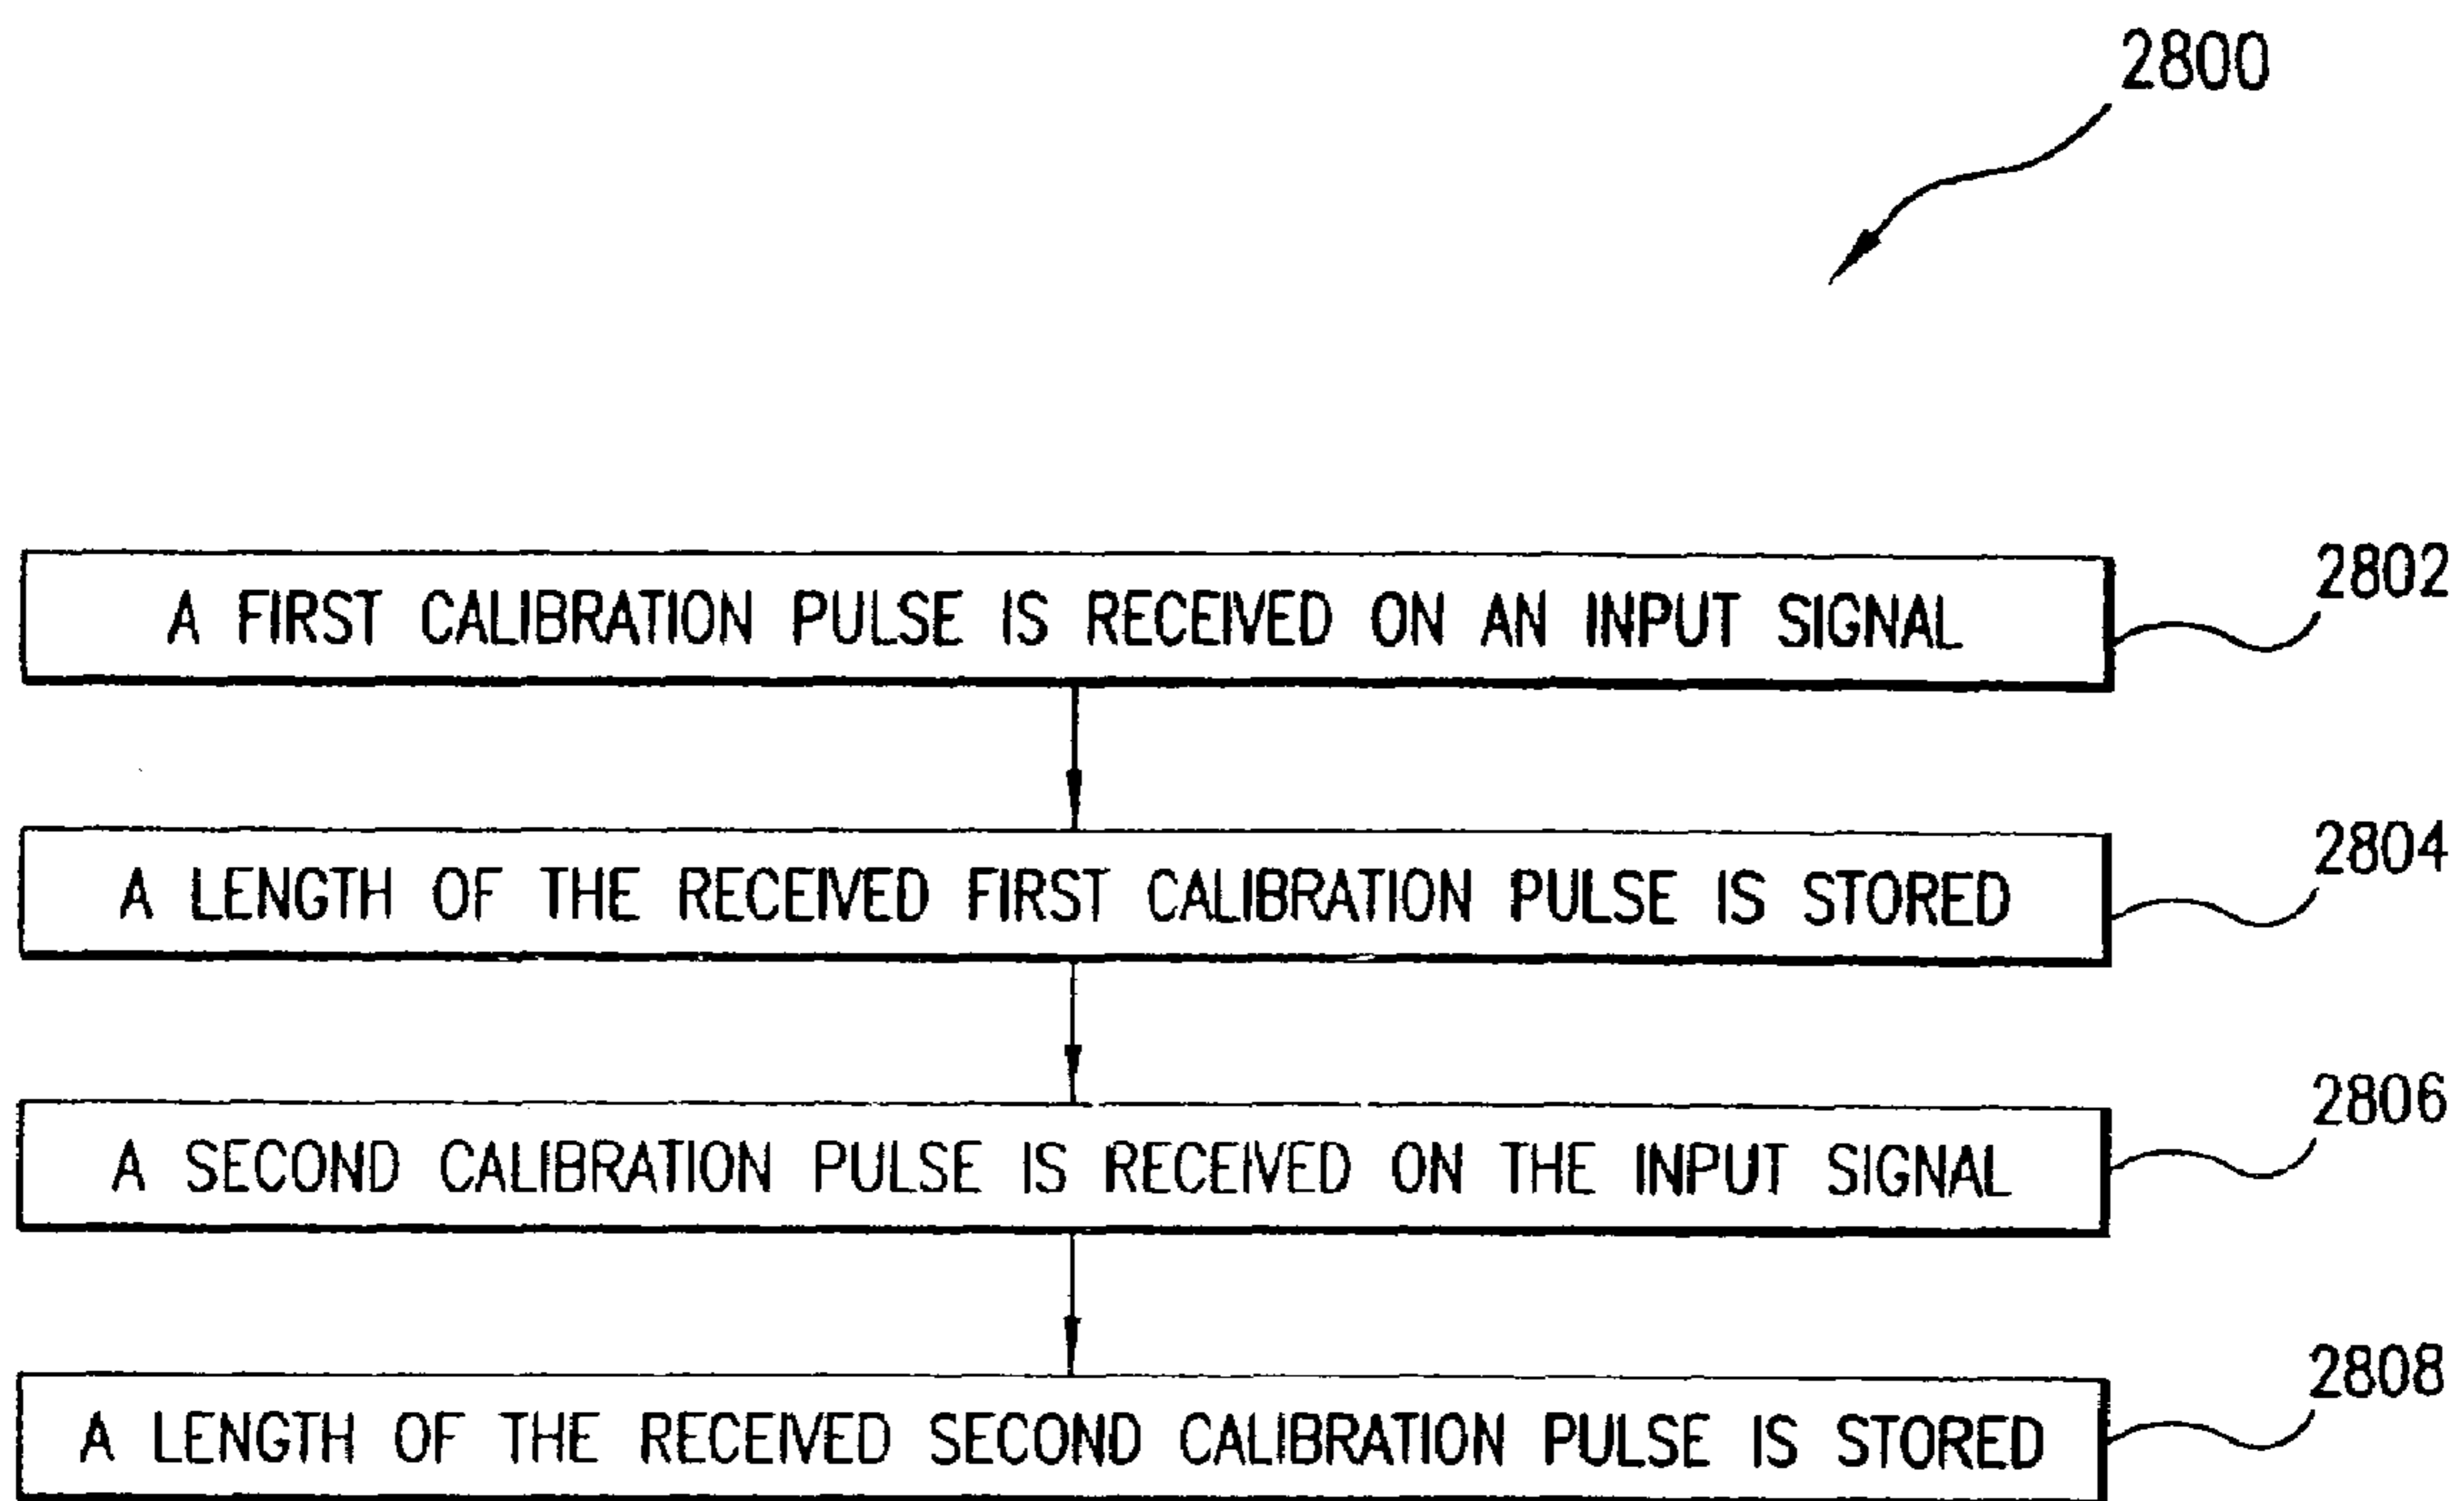 2800
A FIRST CALIBRATION PULSE IS RECEIVED ON AN INPUT SIGNAL
2802
A LENGTH OF THE RECEIVED FIRST CALIBRATION PULSE IS STORED
2804
A SECOND CALIBRATION PULSE IS RECEIVED ON THE INPUT SIGNAL
2806
A LENGTH OF THE RECEIVED SECOND CALIBRATION PULSE IS STORED
2808